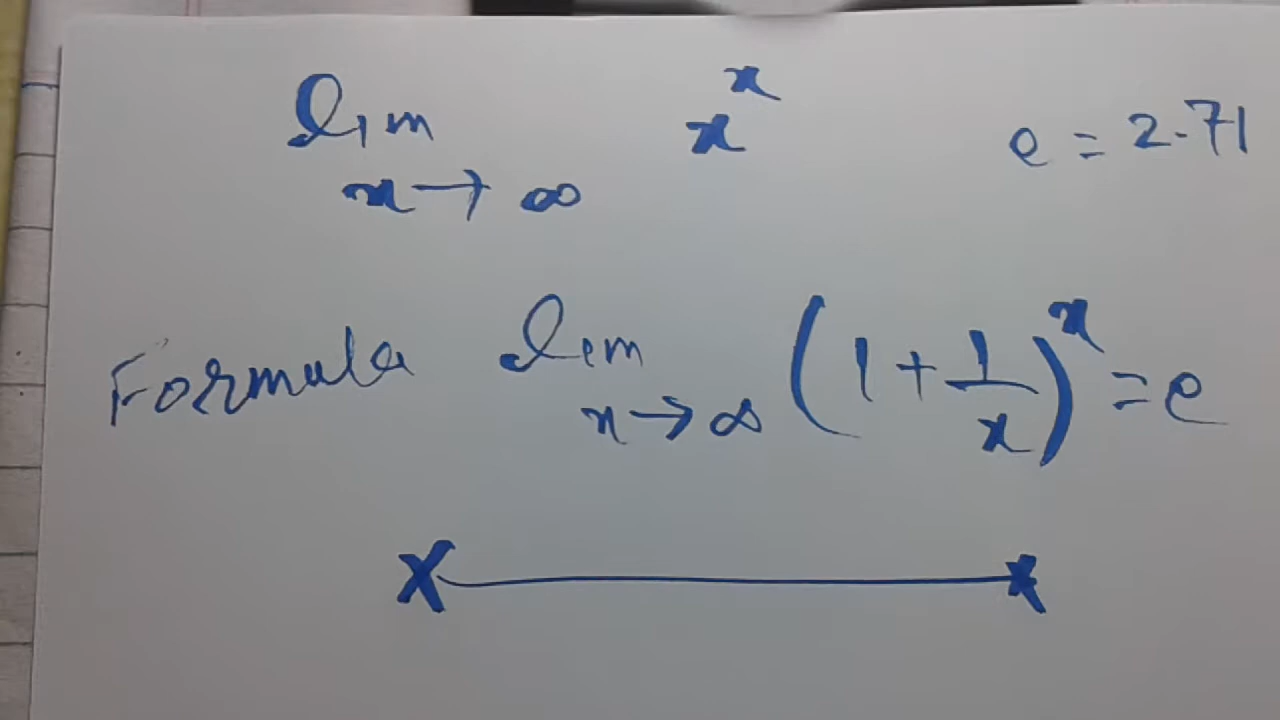 lim x→∞ x^x e = 2.71
Formula lim x→∞ (1 + 1/x)^x = e
x x